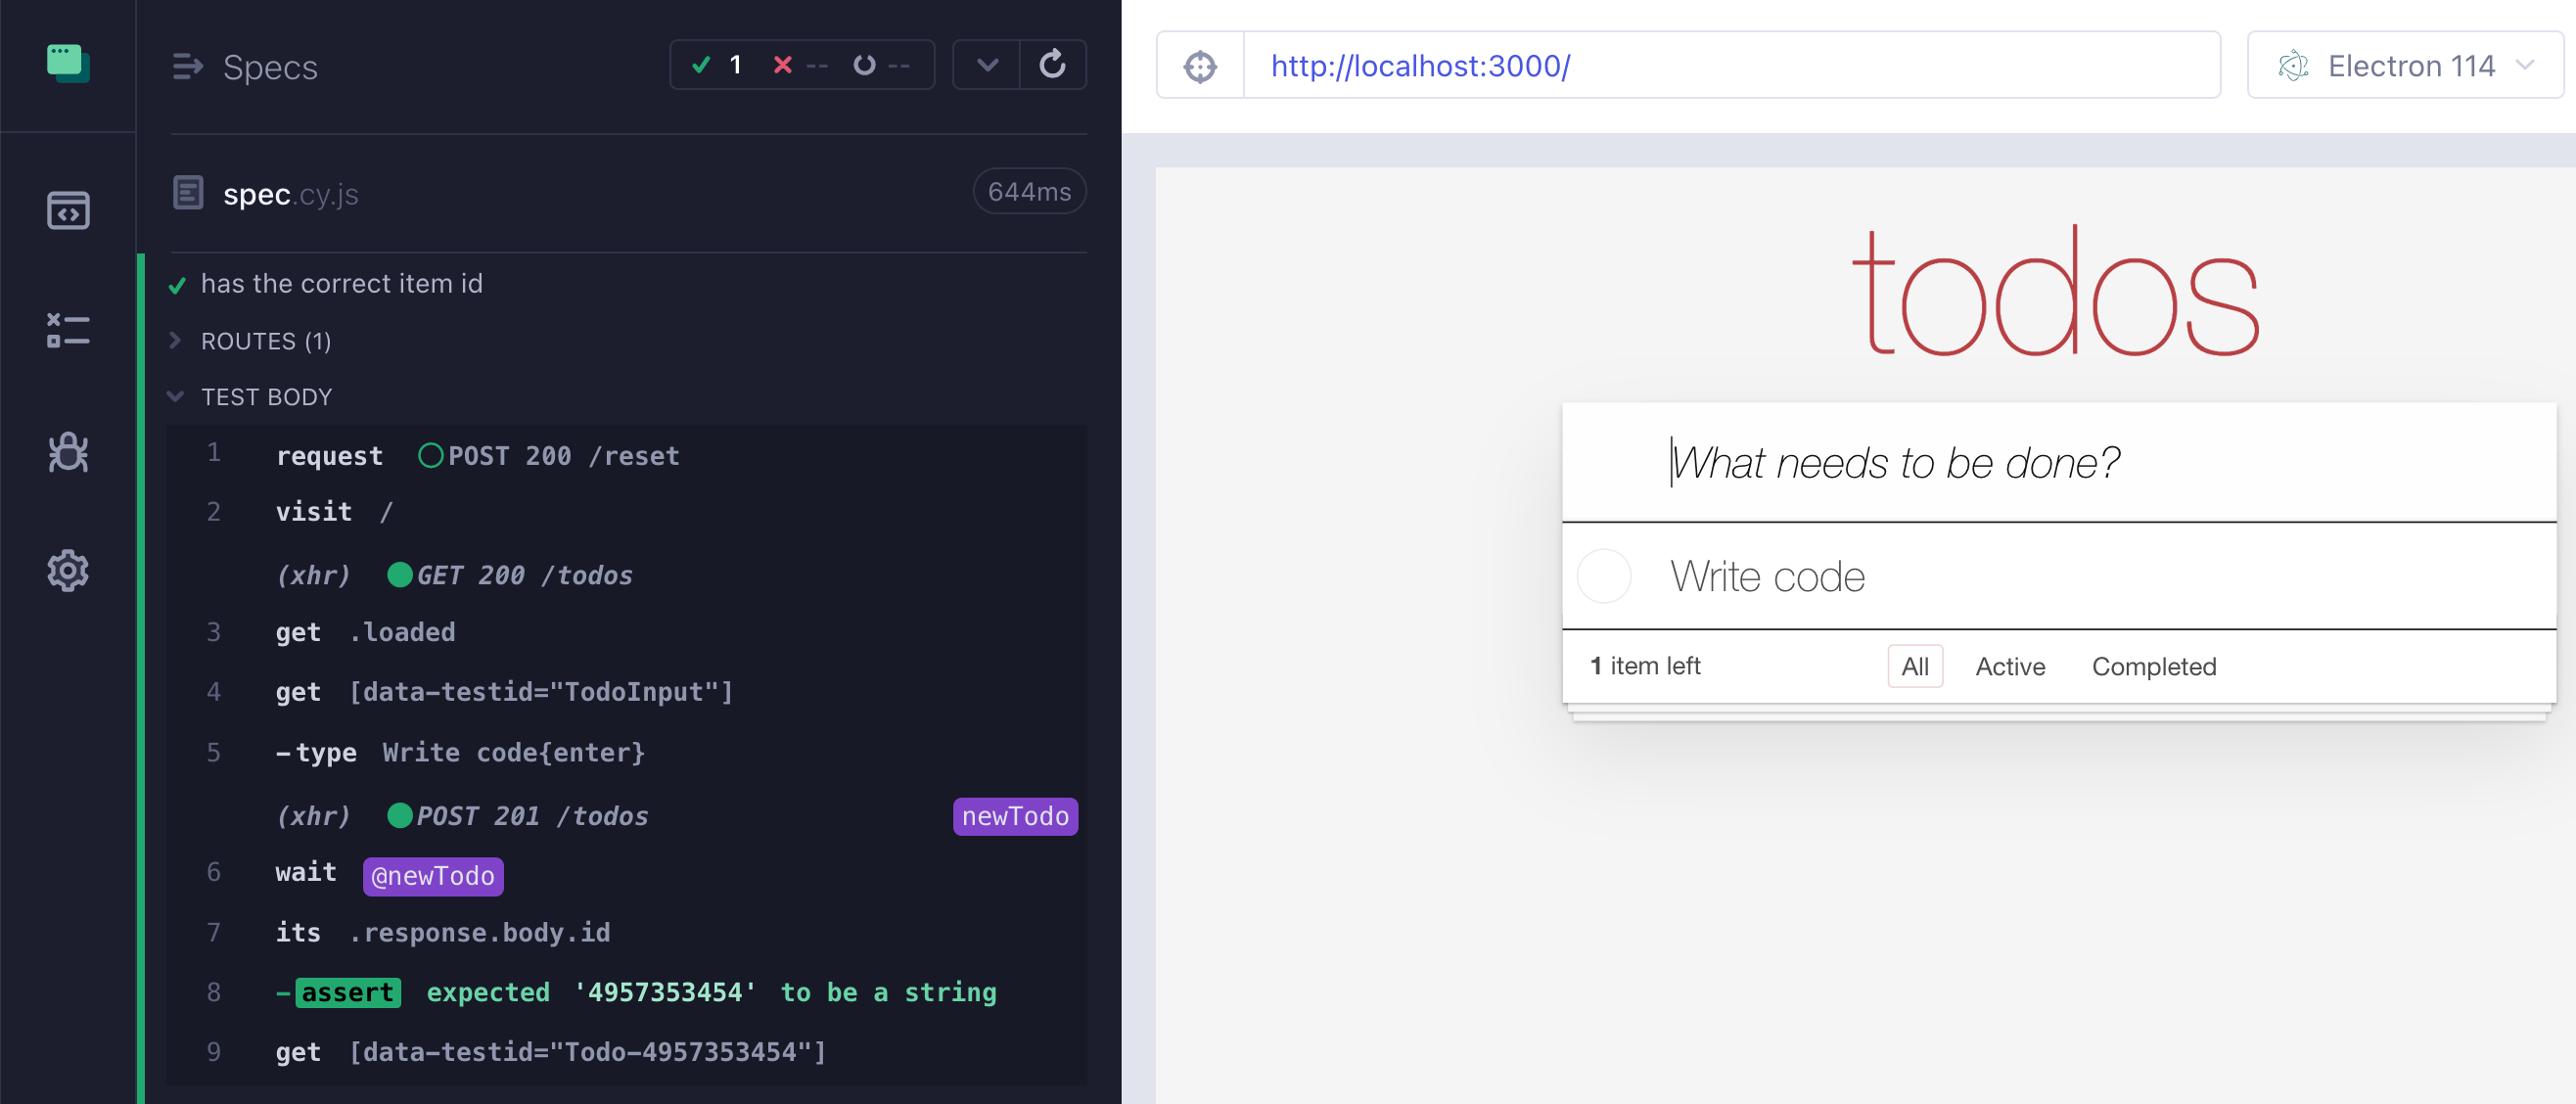 Specs
1 -- --
spec.cy.js
644ms
has the correct item id
ROUTES (1)
TEST BODY
1 request POST 200 /reset
2 visit /
(xhr) GET 200 /todos
3 get .loaded
4 get [data-testid="TodoInput"]
5 -type Write code{enter}
(xhr) POST 201 /todos newTodo
6 wait @newTodo
7 its .response.body.id
8 -assert expected '4957353454' to be a string
9 get [data-testid="Todo-4957353454"]
http://localhost:3000/
Electron 114
todos
What needs to be done?
Write code
1 item left All Active Completed